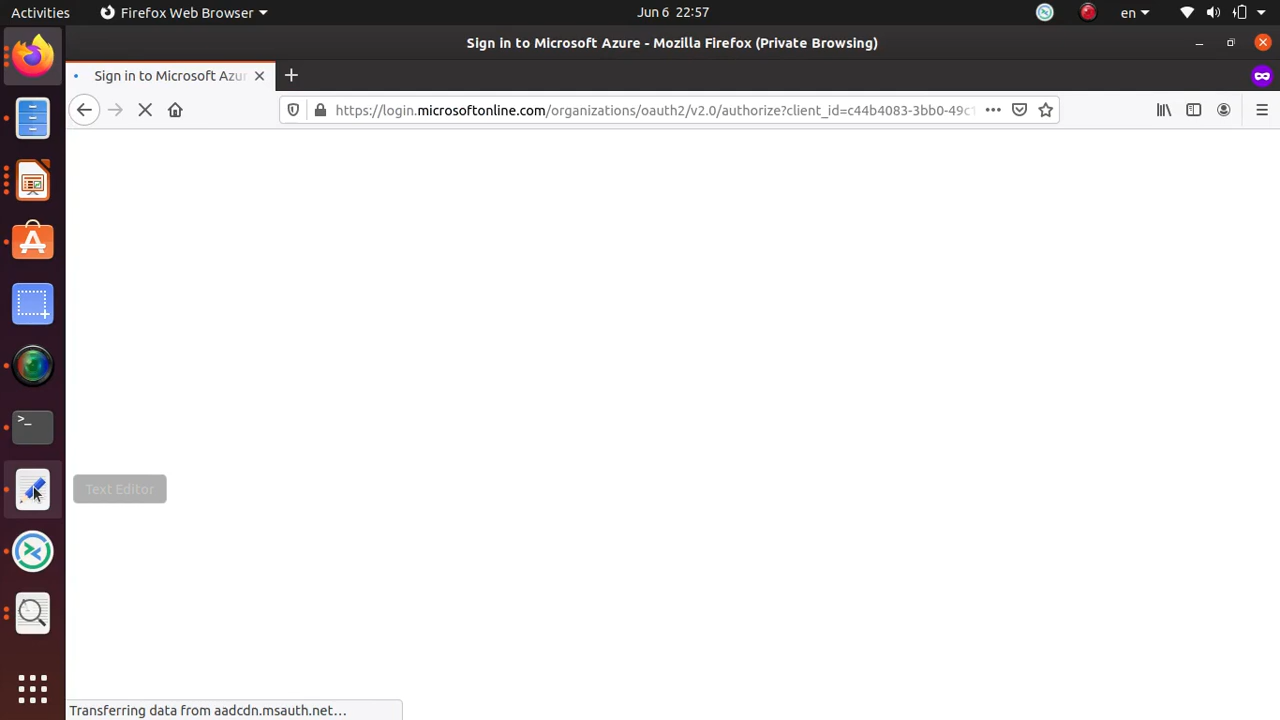 Activities
Firefox Web Browser
Jun 6 22:57
en
Sign in to Microsoft Azure - Mozilla Firefox (Private Browsing)
Sign in to Microsoft Azur
https://login.microsoftonline.com/organizations/oauth2/v2.0/authorize?client_id=c44b4083-3bb0-49c1
>_
Text Editor
Transferring data from aadcdn.msauth.net…